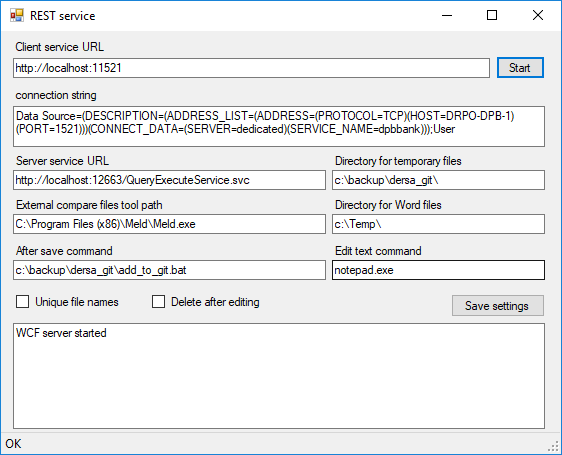 REST service
Client service URL
http://localhost:11521
Start
connection string
Data Source=(DESCRIPTION=(ADDRESS_LIST=(ADDRESS=(PROTOCOL=TCP)(HOST=DRPO-DPB-1)
(PORT=1521)))(CONNECT_DATA=(SERVER=dedicated)(SERVICE_NAME=dpbbank)));User
Server service URL
Directory for temporary files
http://localhost:12663/QueryExecuteService.svc
c:\backup\dersa_git\
External compare files tool path
Directory for Word files
C:\Program Files (x86)\Meld\Meld.exe
c:\Temp\
After save command
Edit text command
c:\backup\dersa_git\add_to_git.bat
notepad.exe
Unique file names
Delete after editing
Save settings
WCF server started
OK